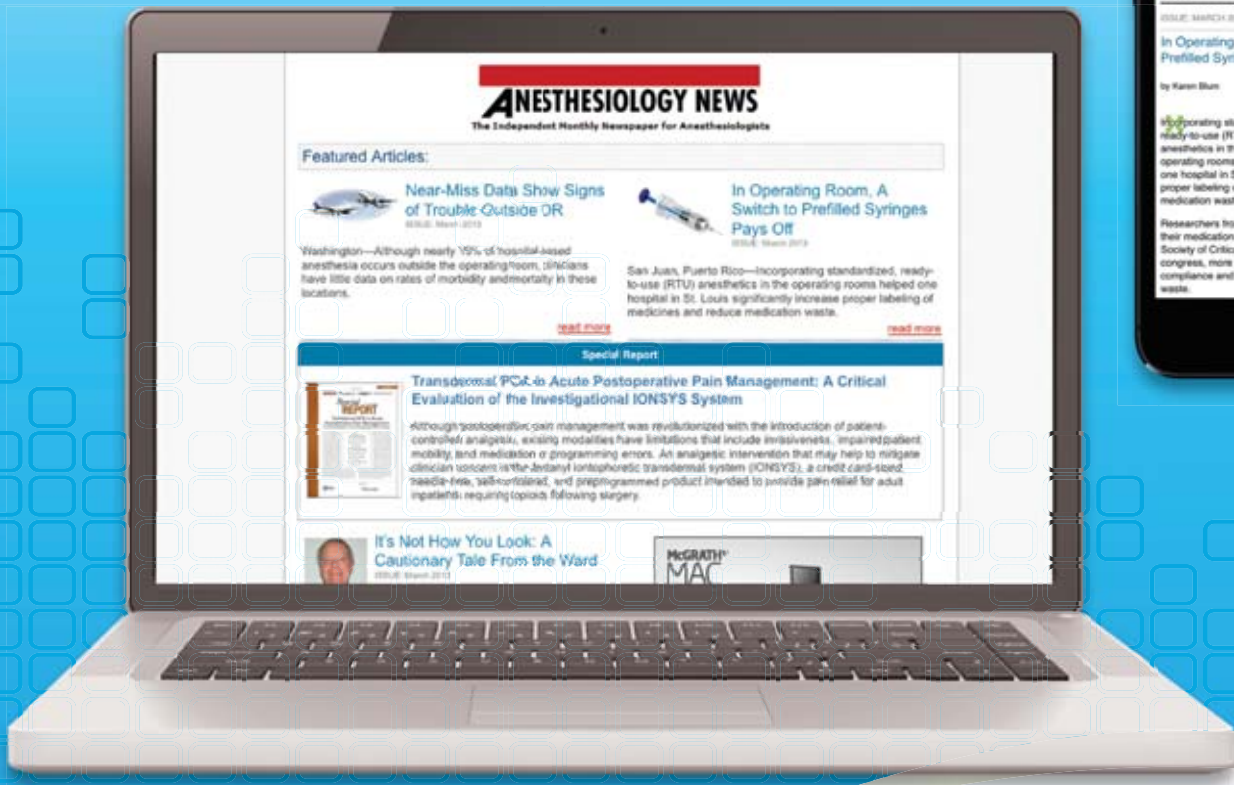 ANESTHESIOLOGY NEWS
The Independent Monthly Newspaper for Anesthesiologists
Featured Articles:
Near-Miss Data Show Signs
of Trouble Outside OR
ISSUE: March 2013
Washington—Although nearly of hospital-based
anesthesia occurs outside the operating room, clinicians
have little data on rates of morbidity and mortality in these
locations.
read more
In Operating Room, A
Switch to Prefilled Syringes
Pays Off
ISSUE: March 2013
San Juan, Puerto Rico—Incorporating standardized, ready-
to-use (RTU) anesthetics in the operating rooms helped one
hospital in St. Louis significantly increase proper labeling of
medicines and reduce medication waste.
read more
Special Report
Special
REPORT
Transdermal PCA in Acute Postoperative Pain Management: A Critical
Evaluation of the Investigational IONSYS System
Although postoperative pain management was revolutionized with the introduction of patient-
controlled analgesia, existing modalities have limitations that include invasiveness, impaired patient
mobility, and medication or programming errors. An analgesic intervention that may help to mitigate
clinician concern is the fentanyl iontophoretic transdermal system (IONSYS), a credit card-sized,
needle-free, self-contained, and preprogrammed product intended to provide pain relief for adult
inpatients requiring opioids following surgery.
It's Not How You Look: A
Cautionary Tale From the Ward
ISSUE: March 2013
McGRATH
MAC
ISSUE: MARCH
In Operating
Prefilled
by Karen Blum
Incorporating
ready-to-use
anesthetics in
operating rooms
one hospital in
proper labeling
medication
Researchers
their medication
Society of
congress, more
compliance and
waste.